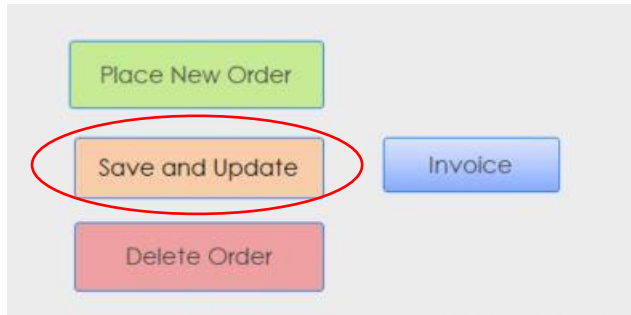 Place New Order
Save and Update
Invoice
Delete Order